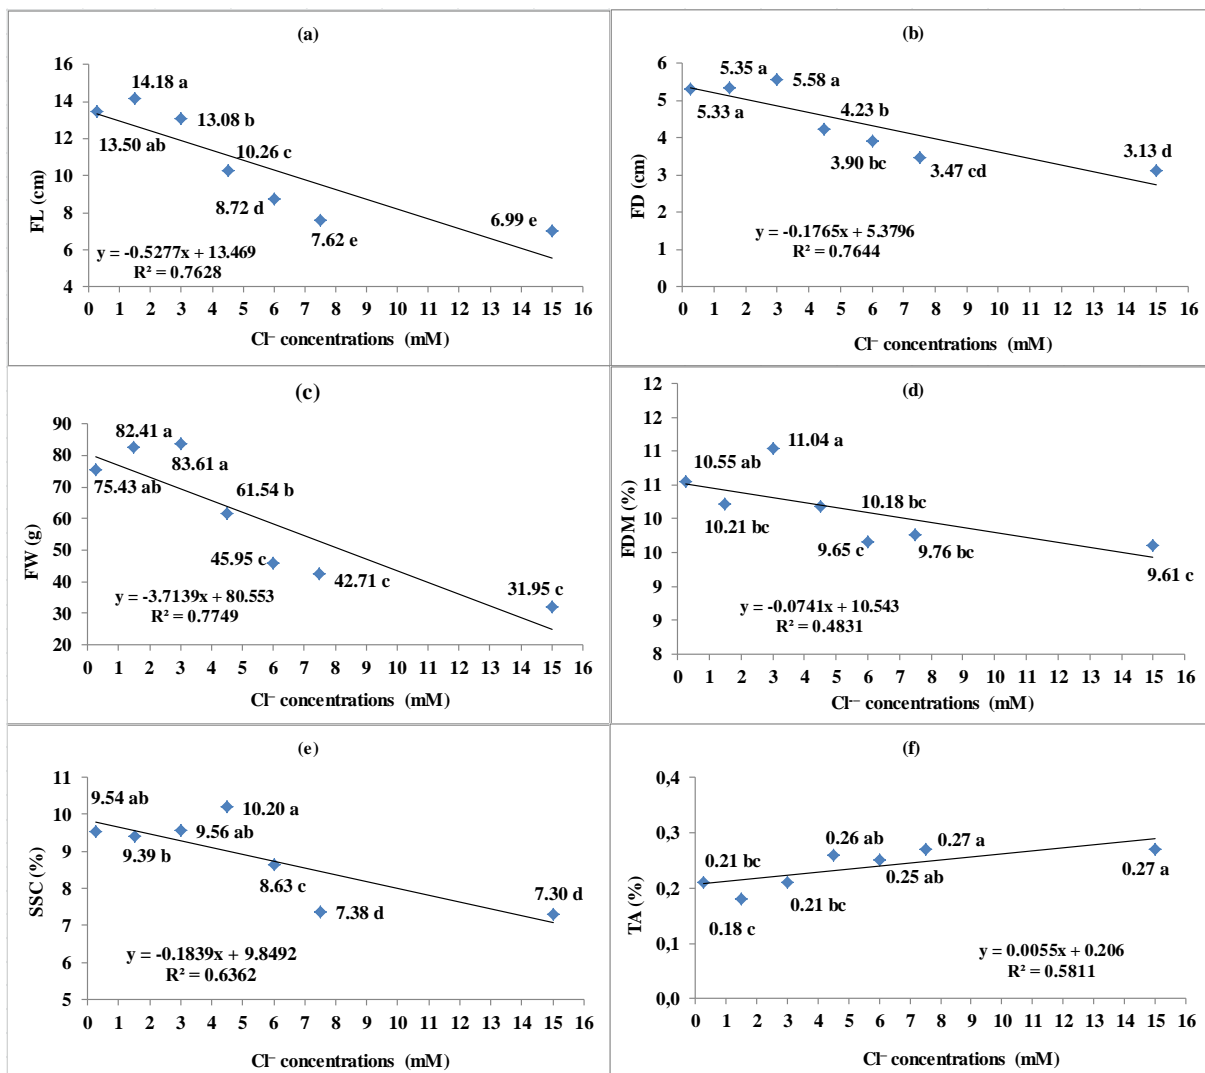 (a)
16
14
12
10
8
6
4
FL (cm)
14.18 a
13.50 ab
13.08 b
10.26 c
8.72 d
7.62 e
6.99 e
y = -0.5277x + 13.469
R² = 0.7628
0 1 2 3 4 5 6 7 8 9 10 11 12 13 14 15 16
Cl⁻ concentrations (mM)
(b)
6
5
4
3
2
1
0
FD (cm)
5.35 a
5.33 a
5.58 a
4.23 b
3.90 bc
3.47 cd
3.13 d
y = -0.1765x + 5.3796
R² = 0.7644
0 1 2 3 4 5 6 7 8 9 10 11 12 13 14 15 16
Cl⁻ concentrations (mM)
(c)
90
80
70
60
50
40
30
20
FW (g)
82.41 a
83.61 a
75.43 ab
61.54 b
45.95 c
42.71 c
31.95 c
y = -3.7139x + 80.553
R² = 0.7749
0 1 2 3 4 5 6 7 8 9 10 11 12 13 14 15 16
Cl⁻ concentrations (mM)
(d)
12
12
11
11
10
10
9
9
8
FDM (%)
11.04 a
10.55 ab
10.21 bc
10.18 bc
9.65 c
9.76 bc
9.61 c
y = -0.0741x + 10.543
R² = 0.4831
0 1 2 3 4 5 6 7 8 9 10 11 12 13 14 15 16
Cl⁻ concentrations (mM)
(e)
11
10
9
8
7
6
5
SSC (%)
9.54 ab
10.20 a
9.56 ab
9.39 b
8.63 c
7.38 d
7.30 d
y = -0.1839x + 9.8492
R² = 0.6362
0 1 2 3 4 5 6 7 8 9 10 11 12 13 14 15 16
Cl⁻ concentrations (mM)
(f)
0,4
0,3
0,2
0,1
0,0
TA (%)
0.21 bc
0.18 c
0.21 bc
0.26 ab
0.25 ab
0.27 a
0.27 a
y = 0.0055x + 0.206
R² = 0.5811
0 1 2 3 4 5 6 7 8 9 10 11 12 13 14 15 16
Cl⁻ concentrations (mM)